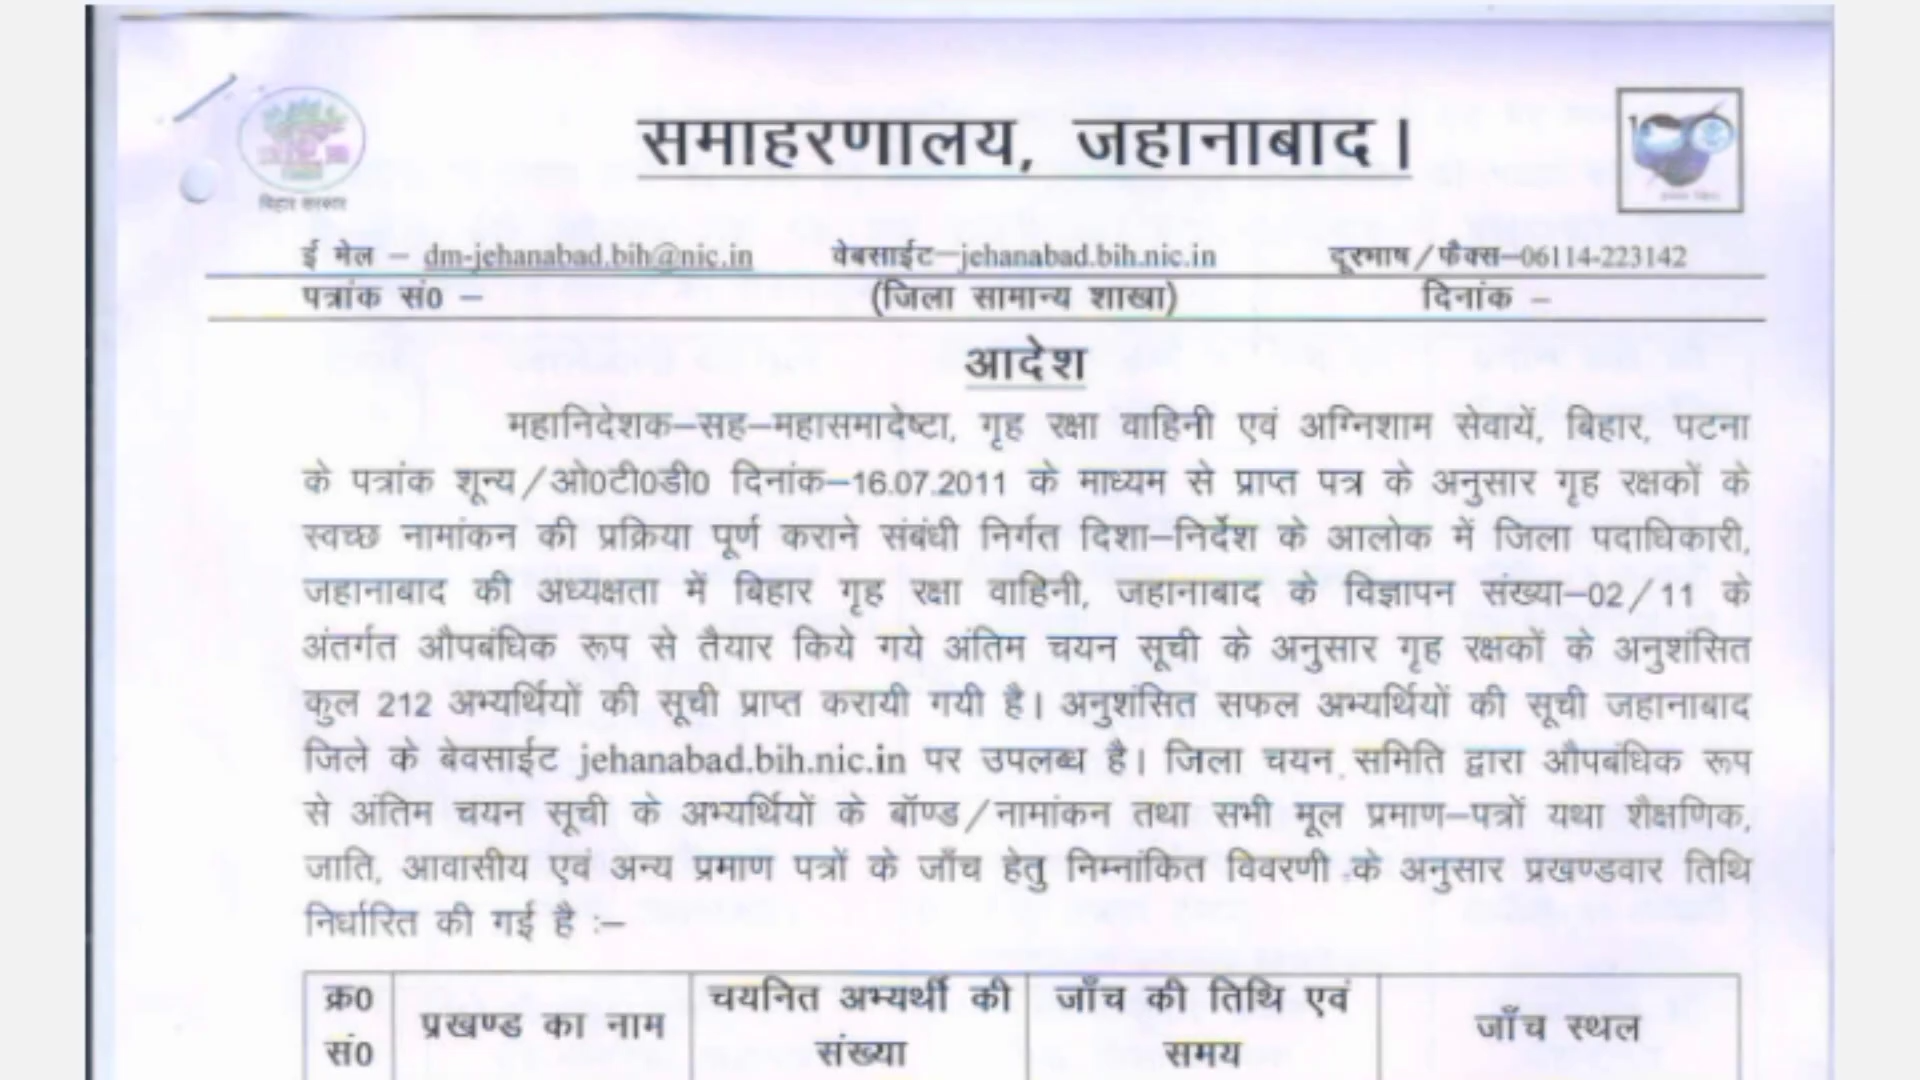 समाहरणालय, जहानाबाद।
बिहार सरकार
ई मेल – dm-jehanabad.bih@nic.in वेबसाईट–jehanabad.bih.nic.in दूरभाष/फैक्स–06114-223142
पत्रांक सं0 – (जिला सामान्य शाखा) दिनांक –
आदेश
महानिदेशक–सह–महासमादेष्टा, गृह रक्षा वाहिनी एवं अग्निशाम सेवायें, बिहार, पटना
के पत्रांक शून्य/ओ0टी0डी0 दिनांक–16.07.2011 के माध्यम से प्राप्त पत्र के अनुसार गृह रक्षकों के
स्वच्छ नामांकन की प्रक्रिया पूर्ण कराने संबंधी निर्गत दिशा–निर्देश के आलोक में जिला पदाधिकारी,
जहानाबाद की अध्यक्षता में बिहार गृह रक्षा वाहिनी, जहानाबाद के विज्ञापन संख्या–02/11 के
अंतर्गत औपबंधिक रूप से तैयार किये गये अंतिम चयन सूची के अनुसार गृह रक्षकों के अनुशंसित
कुल 212 अभ्यर्थियों की सूची प्राप्त करायी गयी है। अनुशंसित सफल अभ्यर्थियों की सूची जहानाबाद
जिले के बेवसाईट jehanabad.bih.nic.in पर उपलब्ध है। जिला चयन समिति द्वारा औपबंधिक रूप
से अंतिम चयन सूची के अभ्यर्थियों के बॉण्ड/नामांकन तथा सभी मूल प्रमाण–पत्रों यथा शैक्षणिक,
जाति, आवासीय एवं अन्य प्रमाण पत्रों के जाँच हेतु निम्नांकित विवरणी के अनुसार प्रखण्डवार तिथि
निर्धारित की गई है :–
क्र0 सं0
प्रखण्ड का नाम
चयनित अभ्यर्थी की संख्या
जाँच की तिथि एवं समय
जाँच स्थल